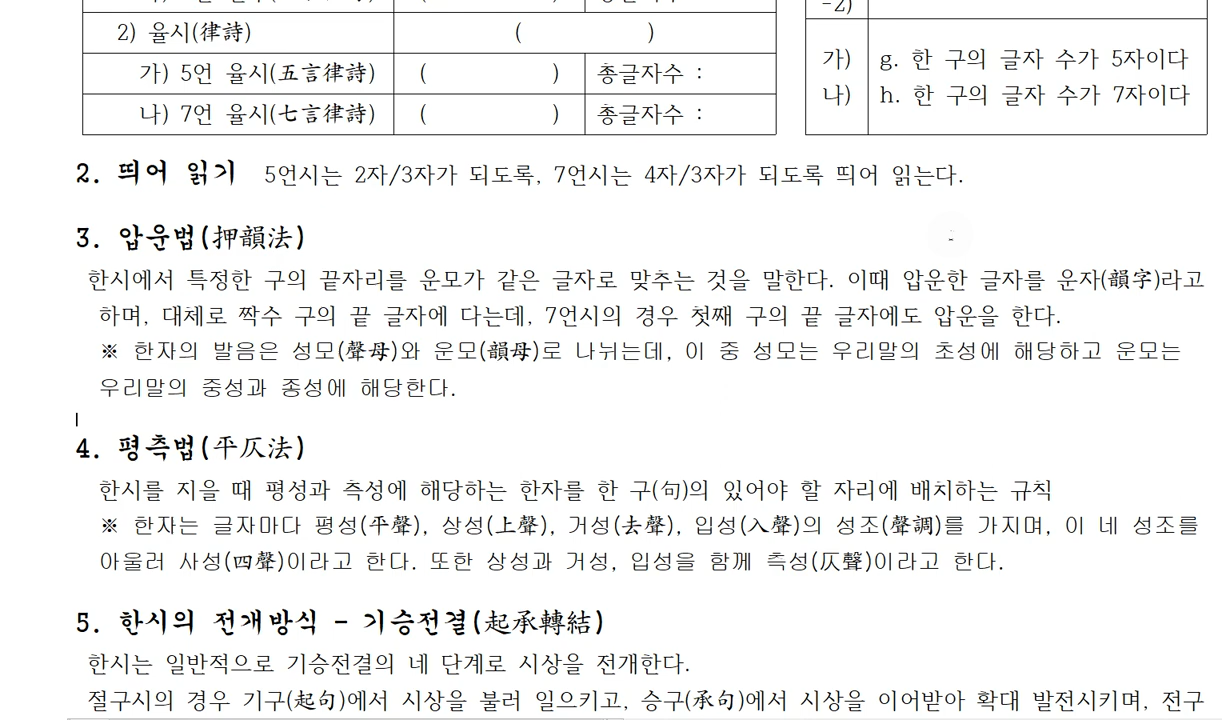 2) 율시(律詩) ( )
가) 5언 율시(五言律詩) ( ) 총글자수 :
나) 7언 율시(七言律詩) ( ) 총글자수 :
-2)
가) g. 한 구의 글자 수가 5자이다
나) h. 한 구의 글자 수가 7자이다
2. 띄어 읽기 5언시는 2자/3자가 되도록, 7언시는 4자/3자가 되도록 띄어 읽는다.
3. 압운법(押韻法)
한시에서 특정한 구의 끝자리를 운모가 같은 글자로 맞추는 것을 말한다. 이때 압운한 글자를 운자(韻字)라고
하며, 대체로 짝수 구의 끝 글자에 다는데, 7언시의 경우 첫째 구의 끝 글자에도 압운을 한다.
※ 한자의 발음은 성모(聲母)와 운모(韻母)로 나뉘는데, 이 중 성모는 우리말의 초성에 해당하고 운모는
우리말의 중성과 종성에 해당한다.
4. 평측법(平仄法)
한시를 지을 때 평성과 측성에 해당하는 한자를 한 구(句)의 있어야 할 자리에 배치하는 규칙
※ 한자는 글자마다 평성(平聲), 상성(上聲), 거성(去聲), 입성(入聲)의 성조(聲調)를 가지며, 이 네 성조를
아울러 사성(四聲)이라고 한다. 또한 상성과 거성, 입성을 함께 측성(仄聲)이라고 한다.
5. 한시의 전개방식 - 기승전결(起承轉結)
한시는 일반적으로 기승전결의 네 단계로 시상을 전개한다.
절구시의 경우 기구(起句)에서 시상을 불러 일으키고, 승구(承句)에서 시상을 이어받아 확대 발전시키며, 전구